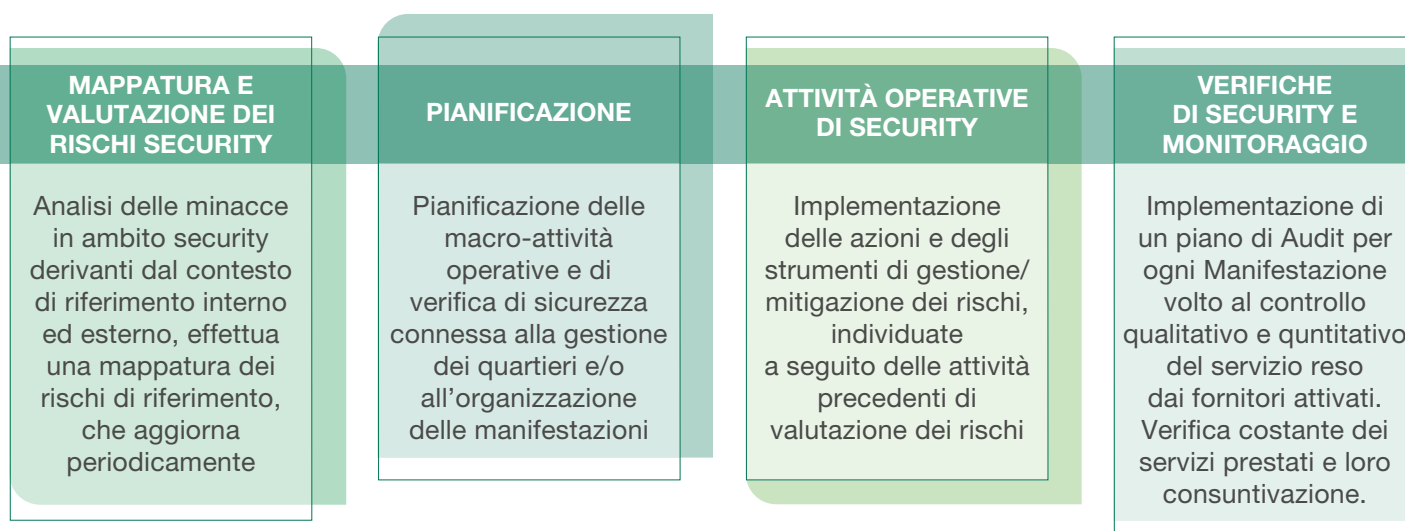 MAPPATURA E
VALUTAZIONE DEI
RISCHI SECURITY
Analisi delle minacce
in ambito security
derivanti dal contesto
di riferimento interno
ed esterno, effettua
una mappatura dei
rischi di riferimento,
che aggiorna
periodicamente
PIANIFICAZIONE
Pianificazione delle
macro-attività
operative e di
verifica di sicurezza
connessa alla gestione
dei quartieri e/o
all’organizzazione
delle manifestazioni
ATTIVITÀ OPERATIVE
DI SECURITY
Implementazione
delle azioni e degli
strumenti di gestione/
mitigazione dei rischi,
individuate
a seguito delle attività
precedenti di
valutazione dei rischi
VERIFICHE
DI SECURITY E
MONITORAGGIO
Implementazione di
un piano di Audit per
ogni Manifestazione
volto al controllo
qualitativo e quntitativo
del servizio reso
dai fornitori attivati.
Verifica costante dei
servizi prestati e loro
consuntivazione.